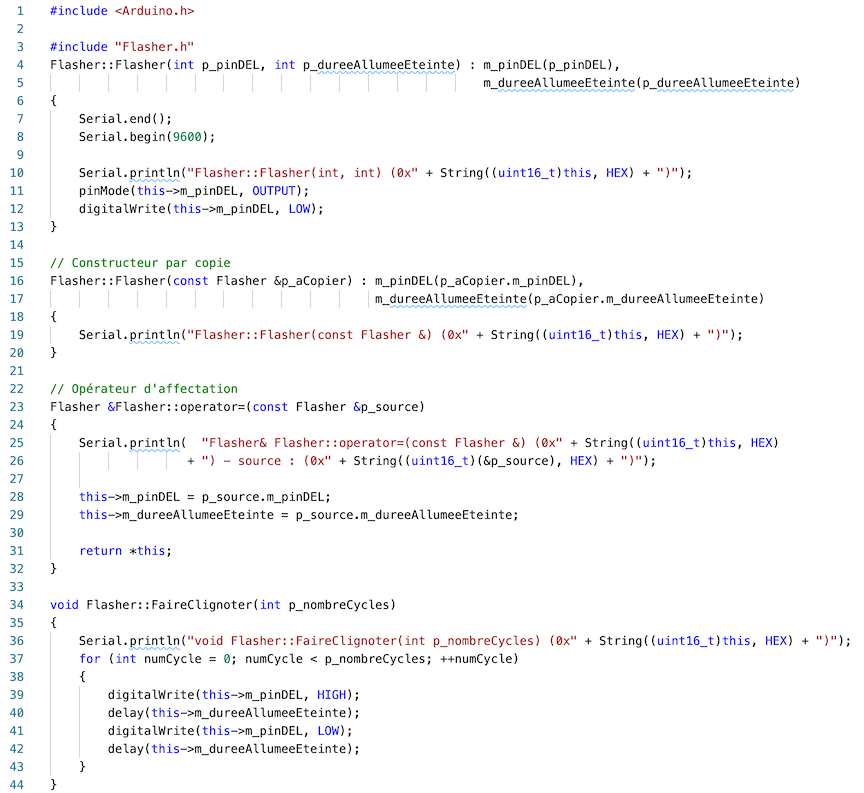 1 #include <Arduino.h>
2
3 #include "Flasher.h"
4 Flasher::Flasher(int p_pinDEL, int p_dureeAllumeeEteinte) : m_pinDEL(p_pinDEL),
5 m_dureeAllumeeEteinte(p_dureeAllumeeEteinte)
6 {
7 Serial.end();
8 Serial.begin(9600);
9
10 Serial.println("Flasher::Flasher(int, int) (0x" + String((uint16_t)this, HEX) + ")");
11 pinMode(this->m_pinDEL, OUTPUT);
12 digitalWrite(this->m_pinDEL, LOW);
13 }
14
15 // Constructeur par copie
16 Flasher::Flasher(const Flasher &p_aCopier) : m_pinDEL(p_aCopier.m_pinDEL),
17 m_dureeAllumeeEteinte(p_aCopier.m_dureeAllumeeEteinte)
18 {
19 Serial.println("Flasher::Flasher(const Flasher &) (0x" + String((uint16_t)this, HEX) + ")");
20 }
21
22 // Opérateur d'affectation
23 Flasher &Flasher::operator=(const Flasher &p_source)
24 {
25 Serial.println( "Flasher& Flasher::operator=(const Flasher &) (0x" + String((uint16_t)this, HEX)
26 + ") – source : (0x" + String((uint16_t)(&p_source), HEX) + ")");
27
28 this->m_pinDEL = p_source.m_pinDEL;
29 this->m_dureeAllumeeEteinte = p_source.m_dureeAllumeeEteinte;
30
31 return *this;
32 }
33
34 void Flasher::FaireClignoter(int p_nombreCycles)
35 {
36 Serial.println("void Flasher::FaireClignoter(int p_nombreCycles) (0x" + String((uint16_t)this, HEX) + ")");
37 for (int numCycle = 0; numCycle < p_nombreCycles; ++numCycle)
38 {
39 digitalWrite(this->m_pinDEL, HIGH);
40 delay(this->m_dureeAllumeeEteinte);
41 digitalWrite(this->m_pinDEL, LOW);
42 delay(this->m_dureeAllumeeEteinte);
43 }
44 }